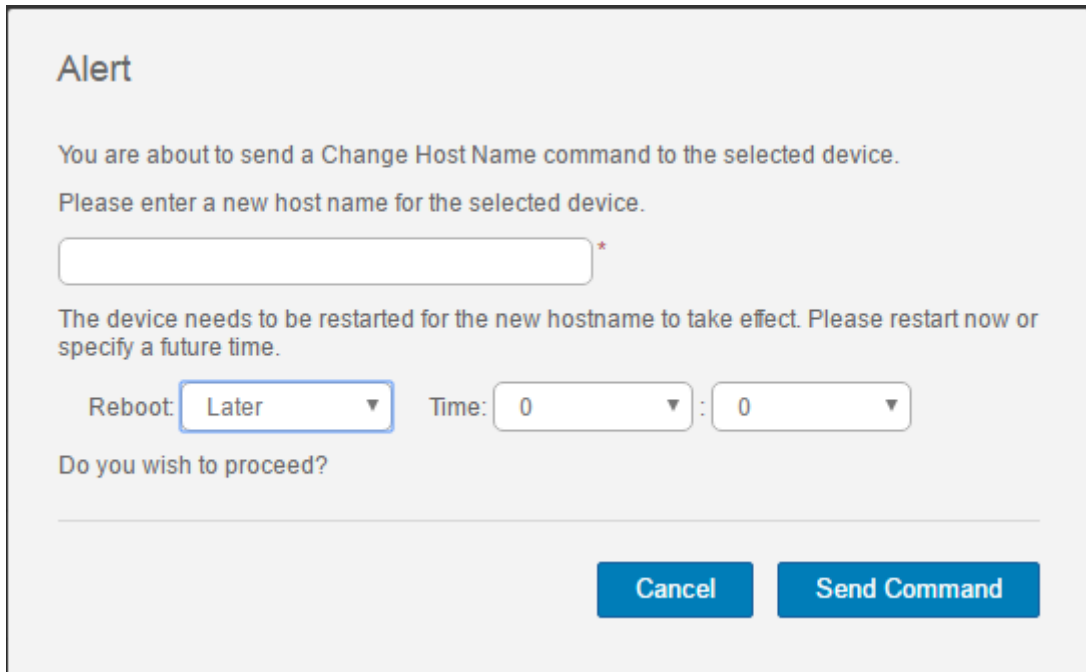 Alert
You are about to send a Change Host Name command to the selected device.
Please enter a new host name for the selected device.
*
The device needs to be restarted for the new hostname to take effect. Please restart now or
specify a future time.
Reboot: Later Time: 0 : 0
Do you wish to proceed?
Cancel Send Command